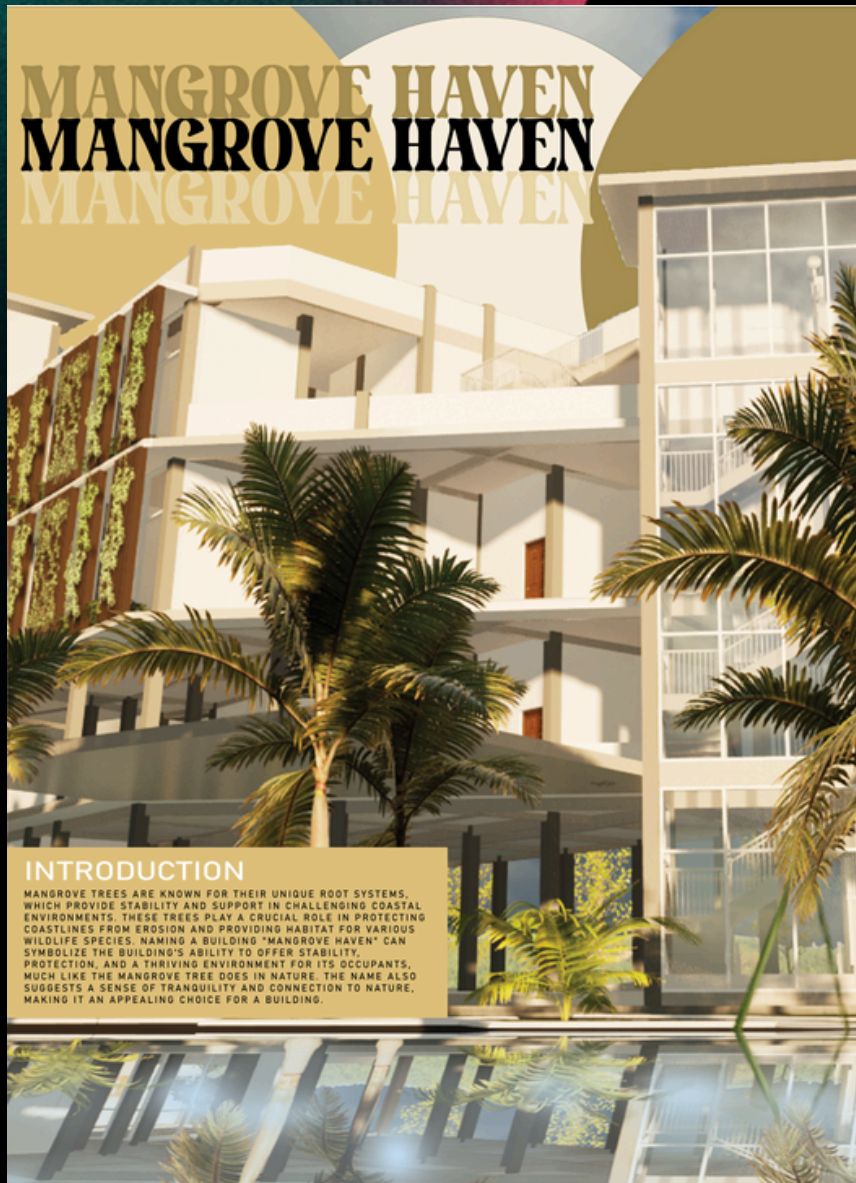 MANGROVE HAVEN
MANGROVE HAVEN
MANGROVE HAVEN
INTRODUCTION
MANGROVE TREES ARE KNOWN FOR THEIR UNIQUE ROOT SYSTEMS,
WHICH PROVIDE STABILITY AND SUPPORT IN CHALLENGING COASTAL
ENVIRONMENTS. THESE TREES PLAY A CRUCIAL ROLE IN PROTECTING
COASTLINES FROM EROSION AND PROVIDING HABITAT FOR VARIOUS
WILDLIFE SPECIES. NAMING A BUILDING "MANGROVE HAVEN" CAN
SYMBOLIZE THE BUILDING'S ABILITY TO OFFER STABILITY,
PROTECTION, AND A THRIVING ENVIRONMENT FOR ITS OCCUPANTS,
MUCH LIKE THE MANGROVE TREE DOES IN NATURE. THE NAME ALSO
SUGGESTS A SENSE OF TRANQUILITY AND CONNECTION TO NATURE,
MAKING IT AN APPEALING CHOICE FOR A BUILDING.